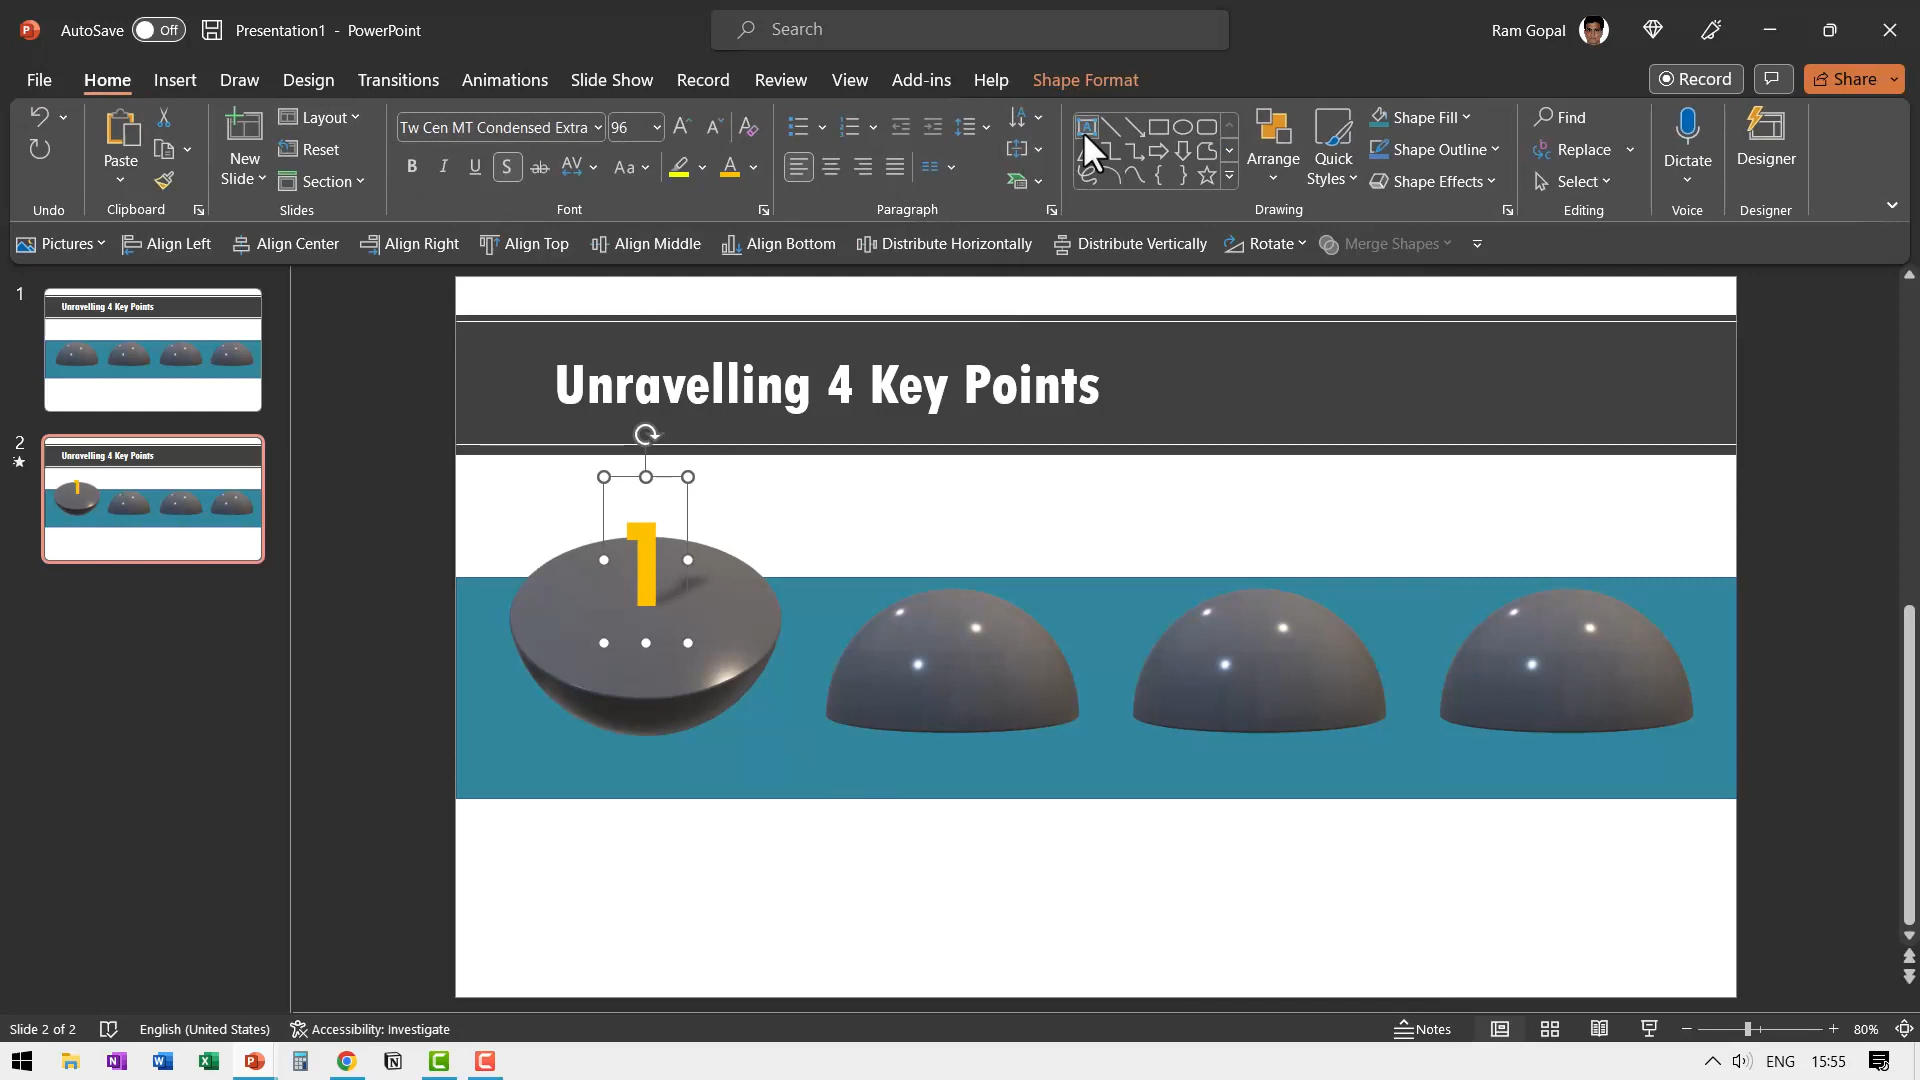 AutoSave Off Presentation1 - PowerPoint Search Ram Gopal
File Home Insert Draw Design Transitions Animations Slide Show Record Review View Add-ins Help Shape Format Record Share
Undo
Paste
Clipboard
New
Slide
Layout
Reset
Section
Slides
Tw Cen MT Condensed Extra 96
B I U S ab AV Aa A
Font
Paragraph
Drawing
Arrange
Quick
Styles
Shape Fill
Shape Outline
Shape Effects
Find
Replace
Select
Editing
Dictate
Voice
Designer
Designer
Pictures Align Left Align Center Align Right Align Top Align Middle Align Bottom Distribute Horizontally Distribute Vertically Rotate Merge Shapes
1
Unravelling 4 Key Points
2
Unravelling 4 Key Points
1
Unravelling 4 Key Points
1
Slide 2 of 2 English (United States) Accessibility: Investigate Notes 80%
ENG 15:55